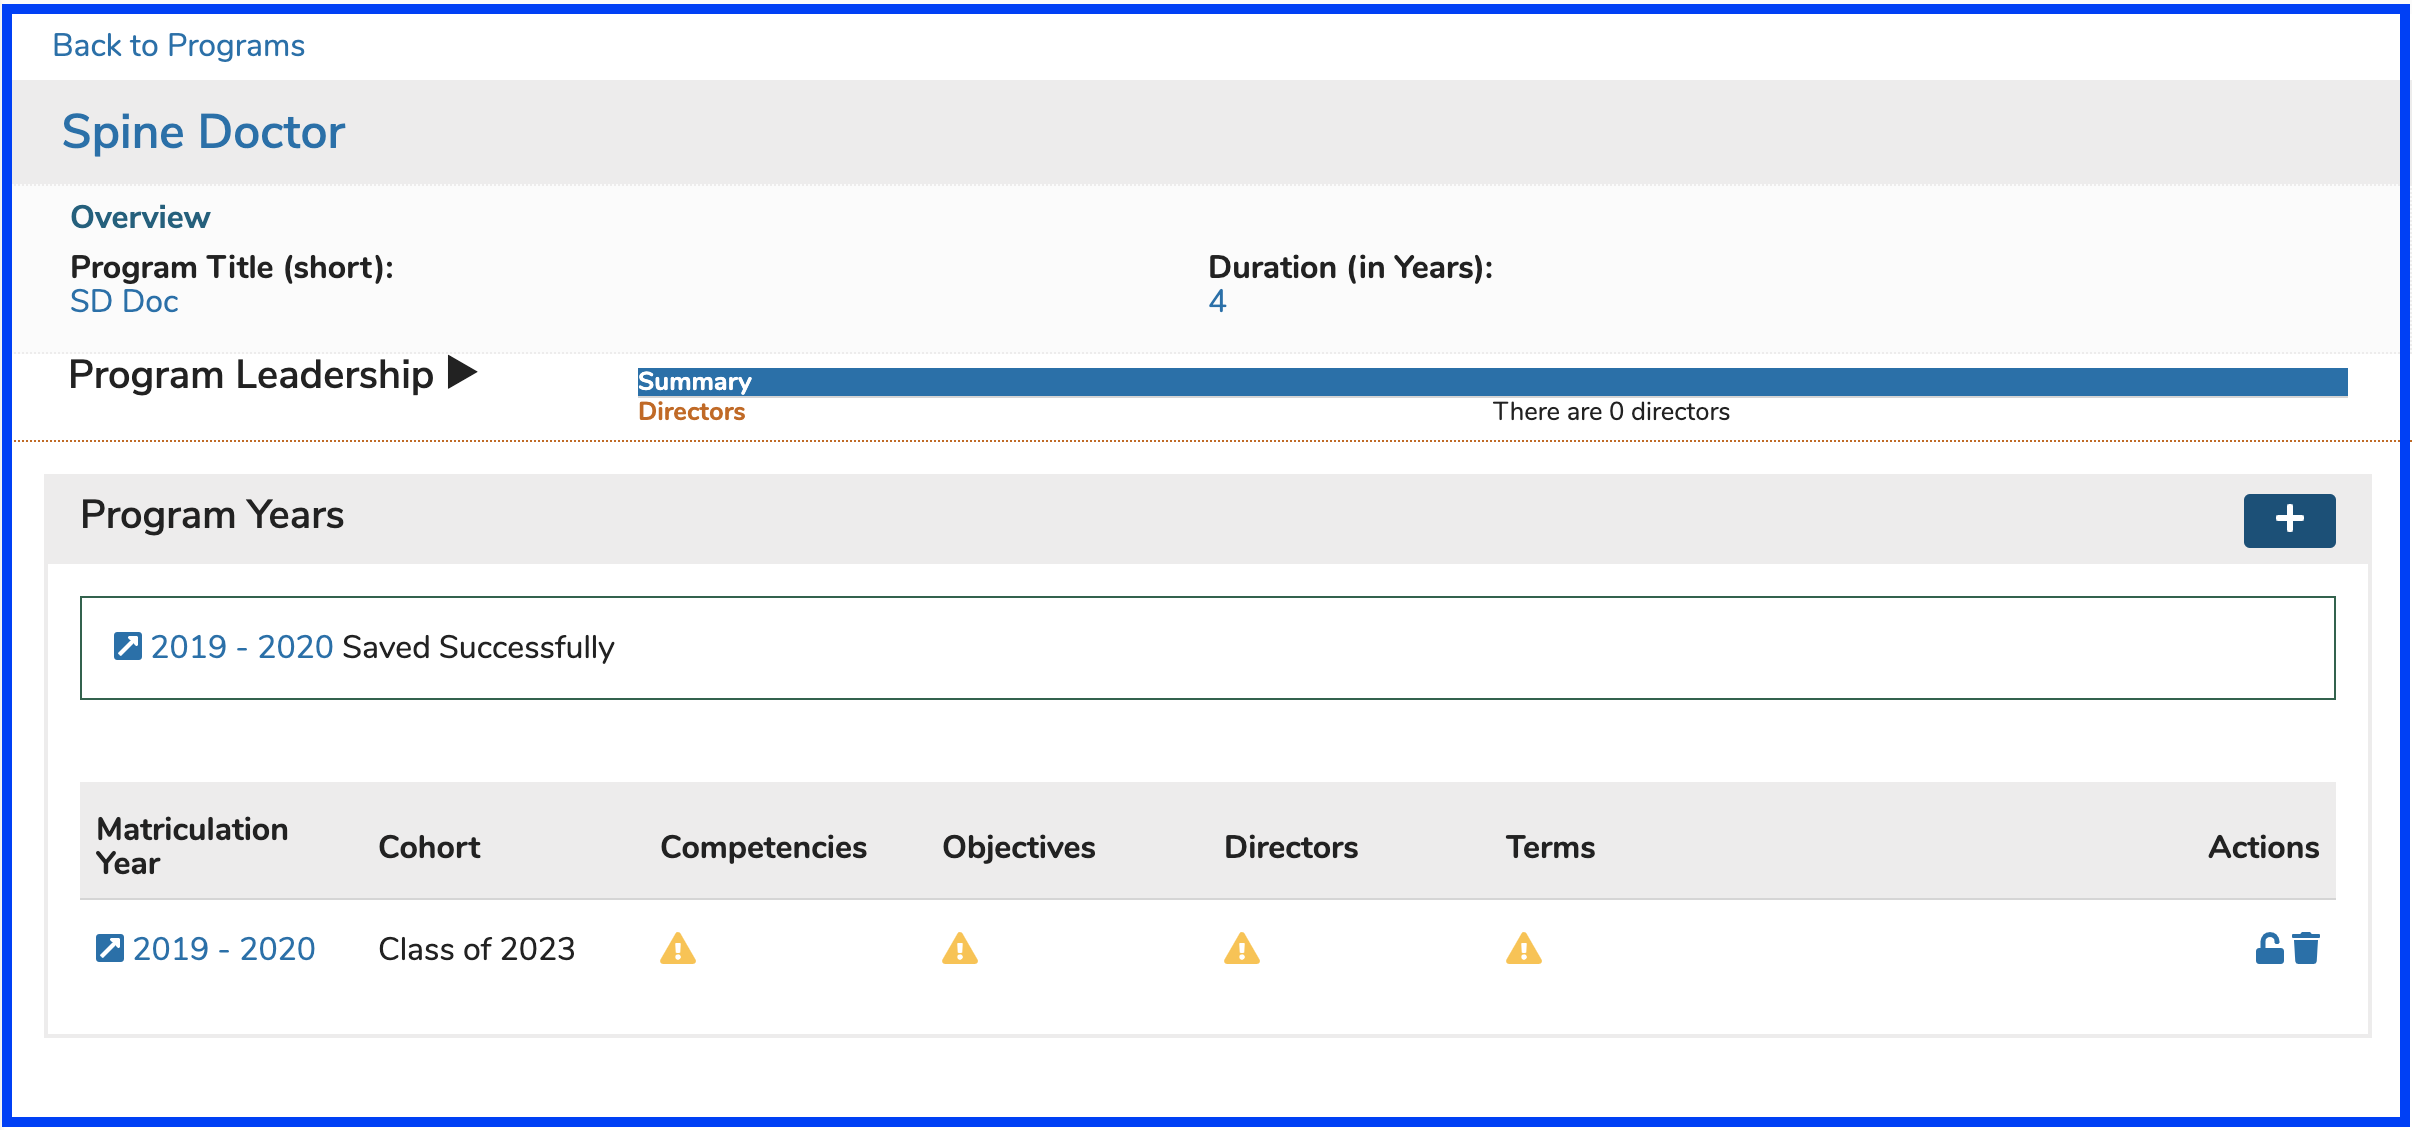 Back to Programs
Spine Doctor
Overview
Program Title (short):
SD Doc
Duration (in Years):
4
Program Leadership
Summary
Directors
There are 0 directors
Program Years
2019 - 2020 Saved Successfully
Matriculation
Year
Cohort
Competencies
Objectives
Directors
Terms
Actions
2019 - 2020
Class of 2023